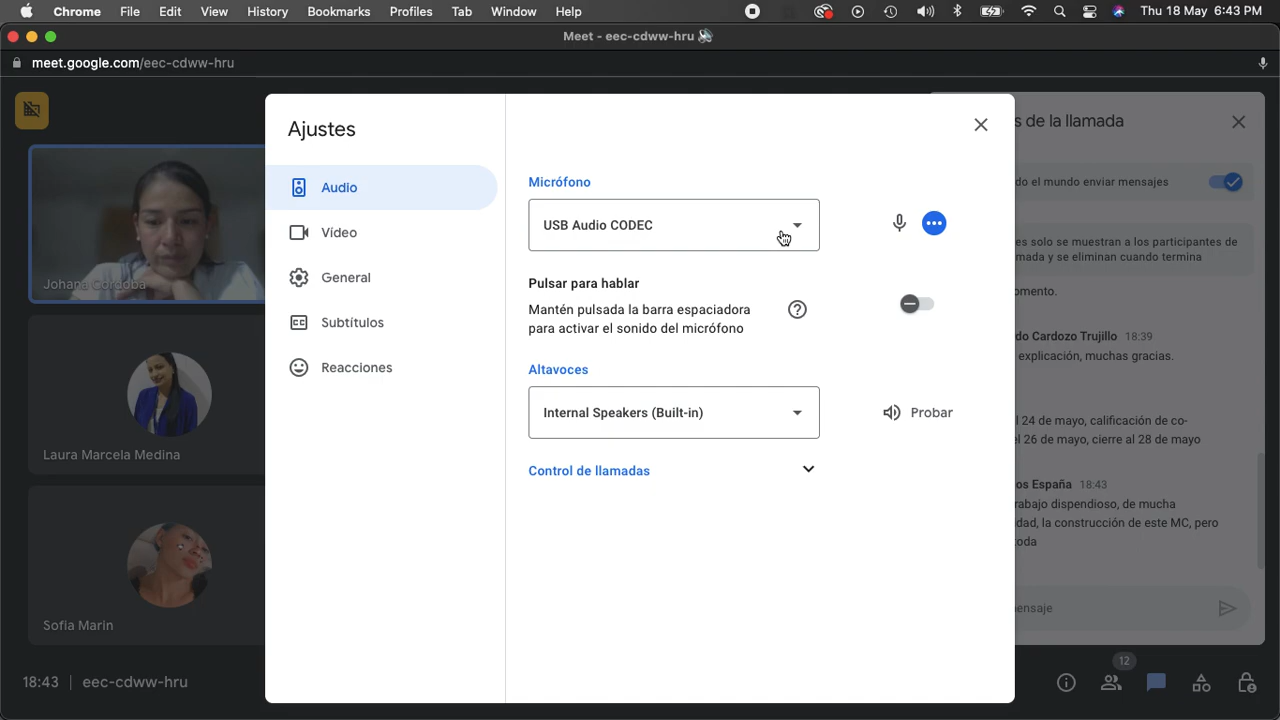 Chrome File Edit View History Bookmarks Profiles Tab Window Help Thu 18 May 6:43 PM
Meet - eec-cdww-hru
meet.google.com/eec-cdww-hru
Johana Cordoba
Laura Marcela Medina
Sofia Marin
18:43 | eec-cdww-hru
Ajustes
Audio
Vídeo
General
Subtítulos
Reacciones
Micrófono
USB Audio CODEC
Pulsar para hablar
Mantén pulsada la barra espaciadora
para activar el sonido del micrófono
Altavoces
Internal Speakers (Built-in)
Probar
Control de llamadas
s de la llamada
do el mundo enviar mensajes
es solo se muestran a los participantes de
mada y se eliminan cuando termina
omento.
do Cardozo Trujillo 18:39
explicación, muchas gracias.
l 24 de mayo, calificación de co-
el 26 de mayo, cierre al 28 de mayo
os España 18:43
rabajo dispendioso, de mucha
dad, la construcción de este MC, pero
oda
ensaje
12